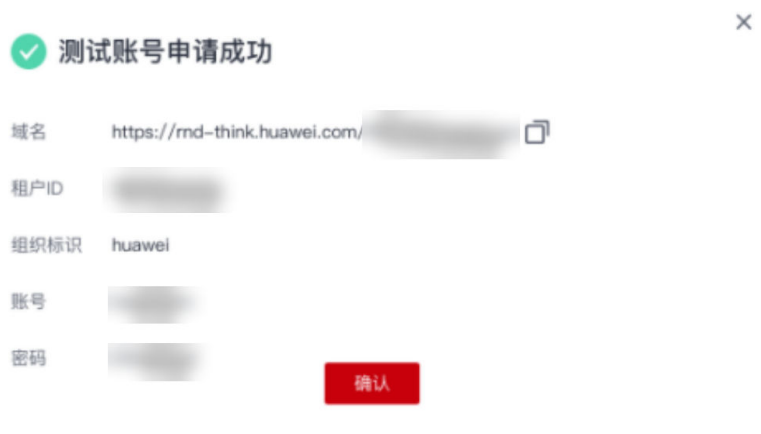 测试账号申请成功
域名 https://rnd-think.huawei.com/
租户ID
组织标识 huawei
账号
密码
确认